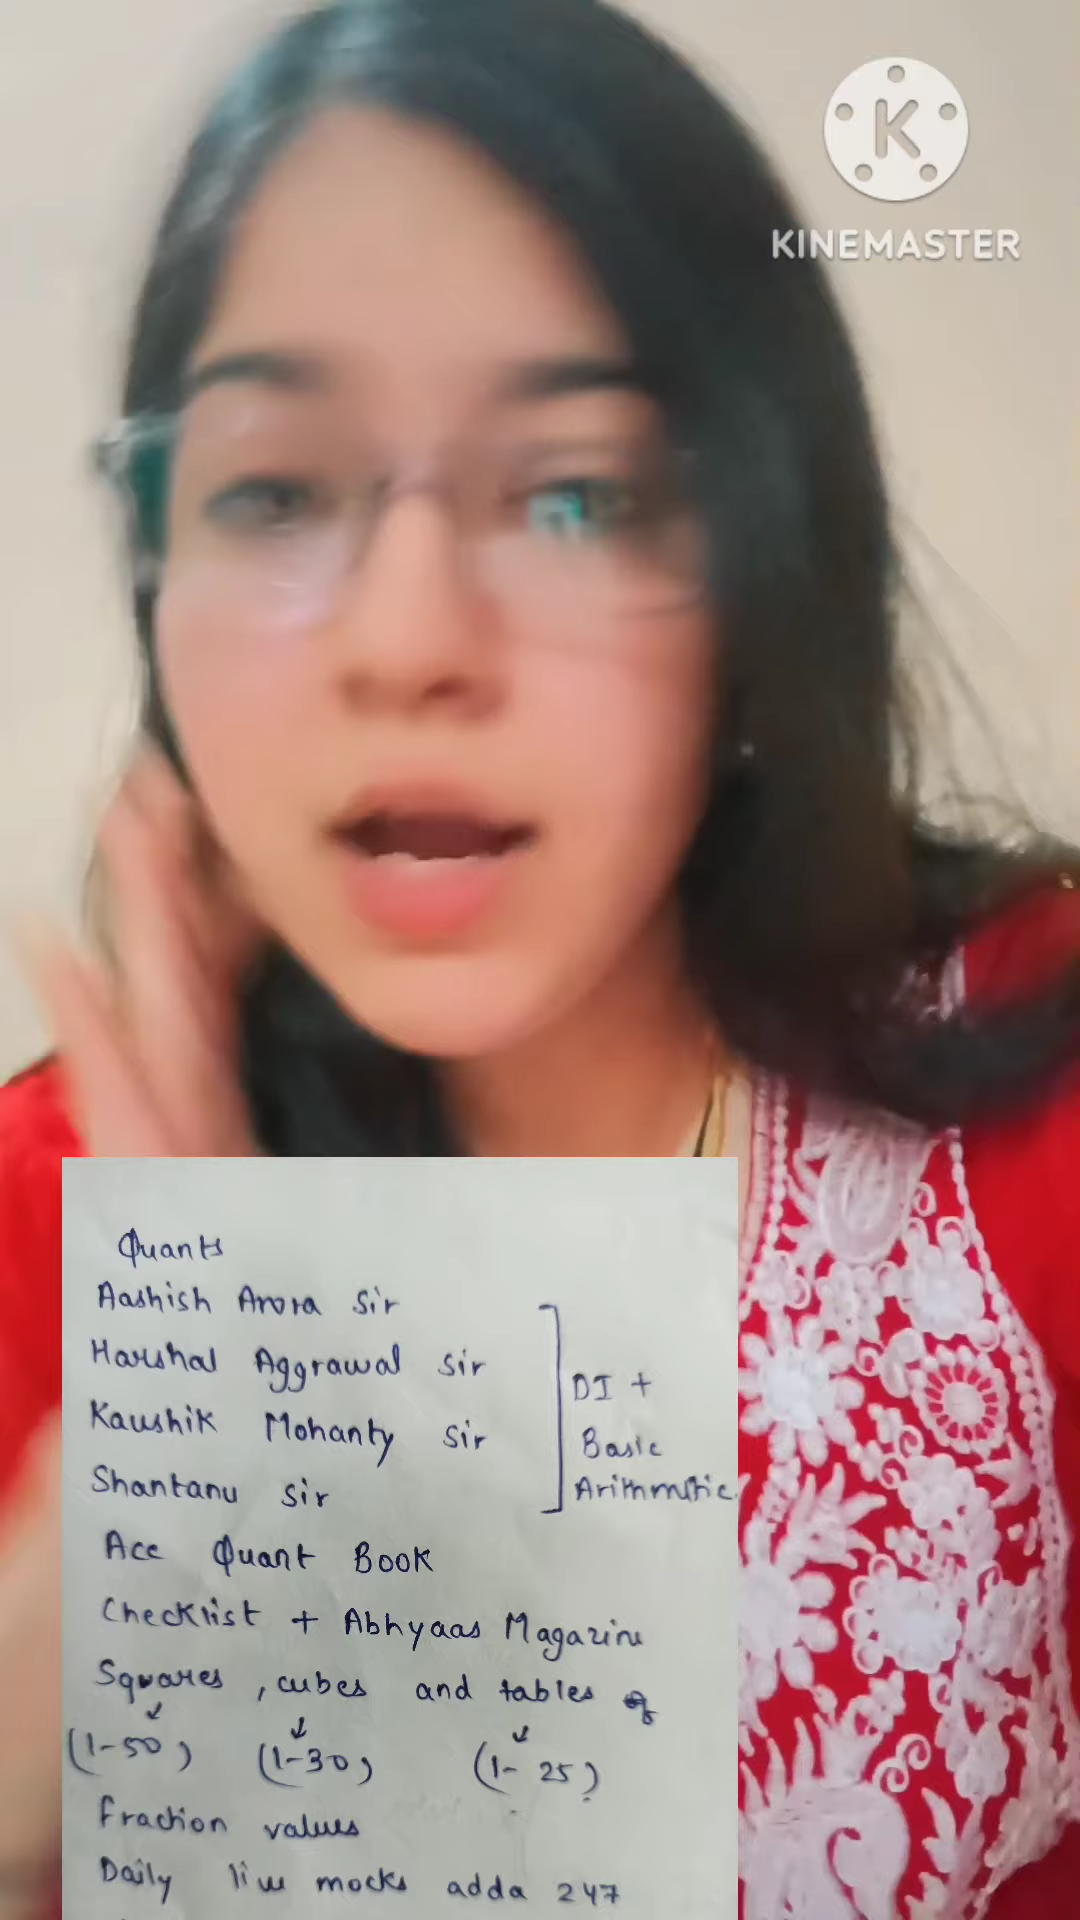 K
KINEMASTER
Quants
Aashish Arora Sir
Harshal Aggrawal Sir
Kaushik Mohanty Sir
Shantanu Sir
DI +
Basic
Arithmetic.
Ace Quant BOOK
Checklist + Abhyaas Magazine
Squares , cubes and tables of
(1-50) (1-30) (1- 25)
fraction values
Daily live mocks adda 247